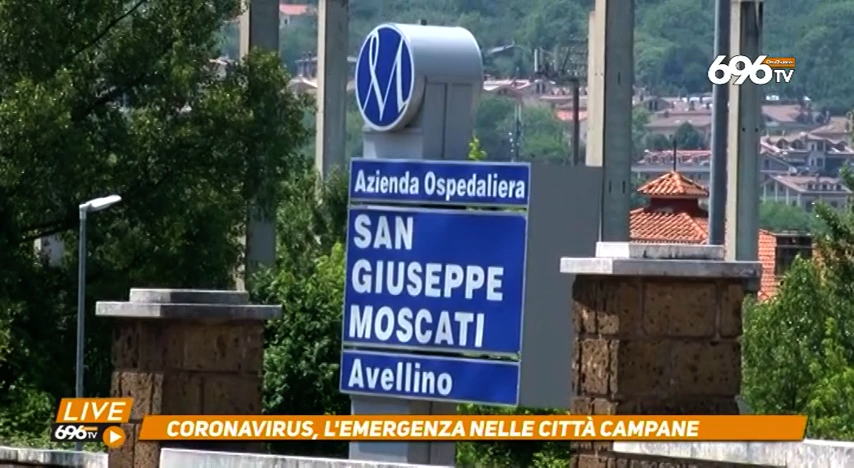 696 TV
Azienda Ospedaliera
SAN
GIUSEPPE
MOSCATI
Avellino
LIVE
696 TV
CORONAVIRUS, L'EMERGENZA NELLE CITTÀ CAMPANE